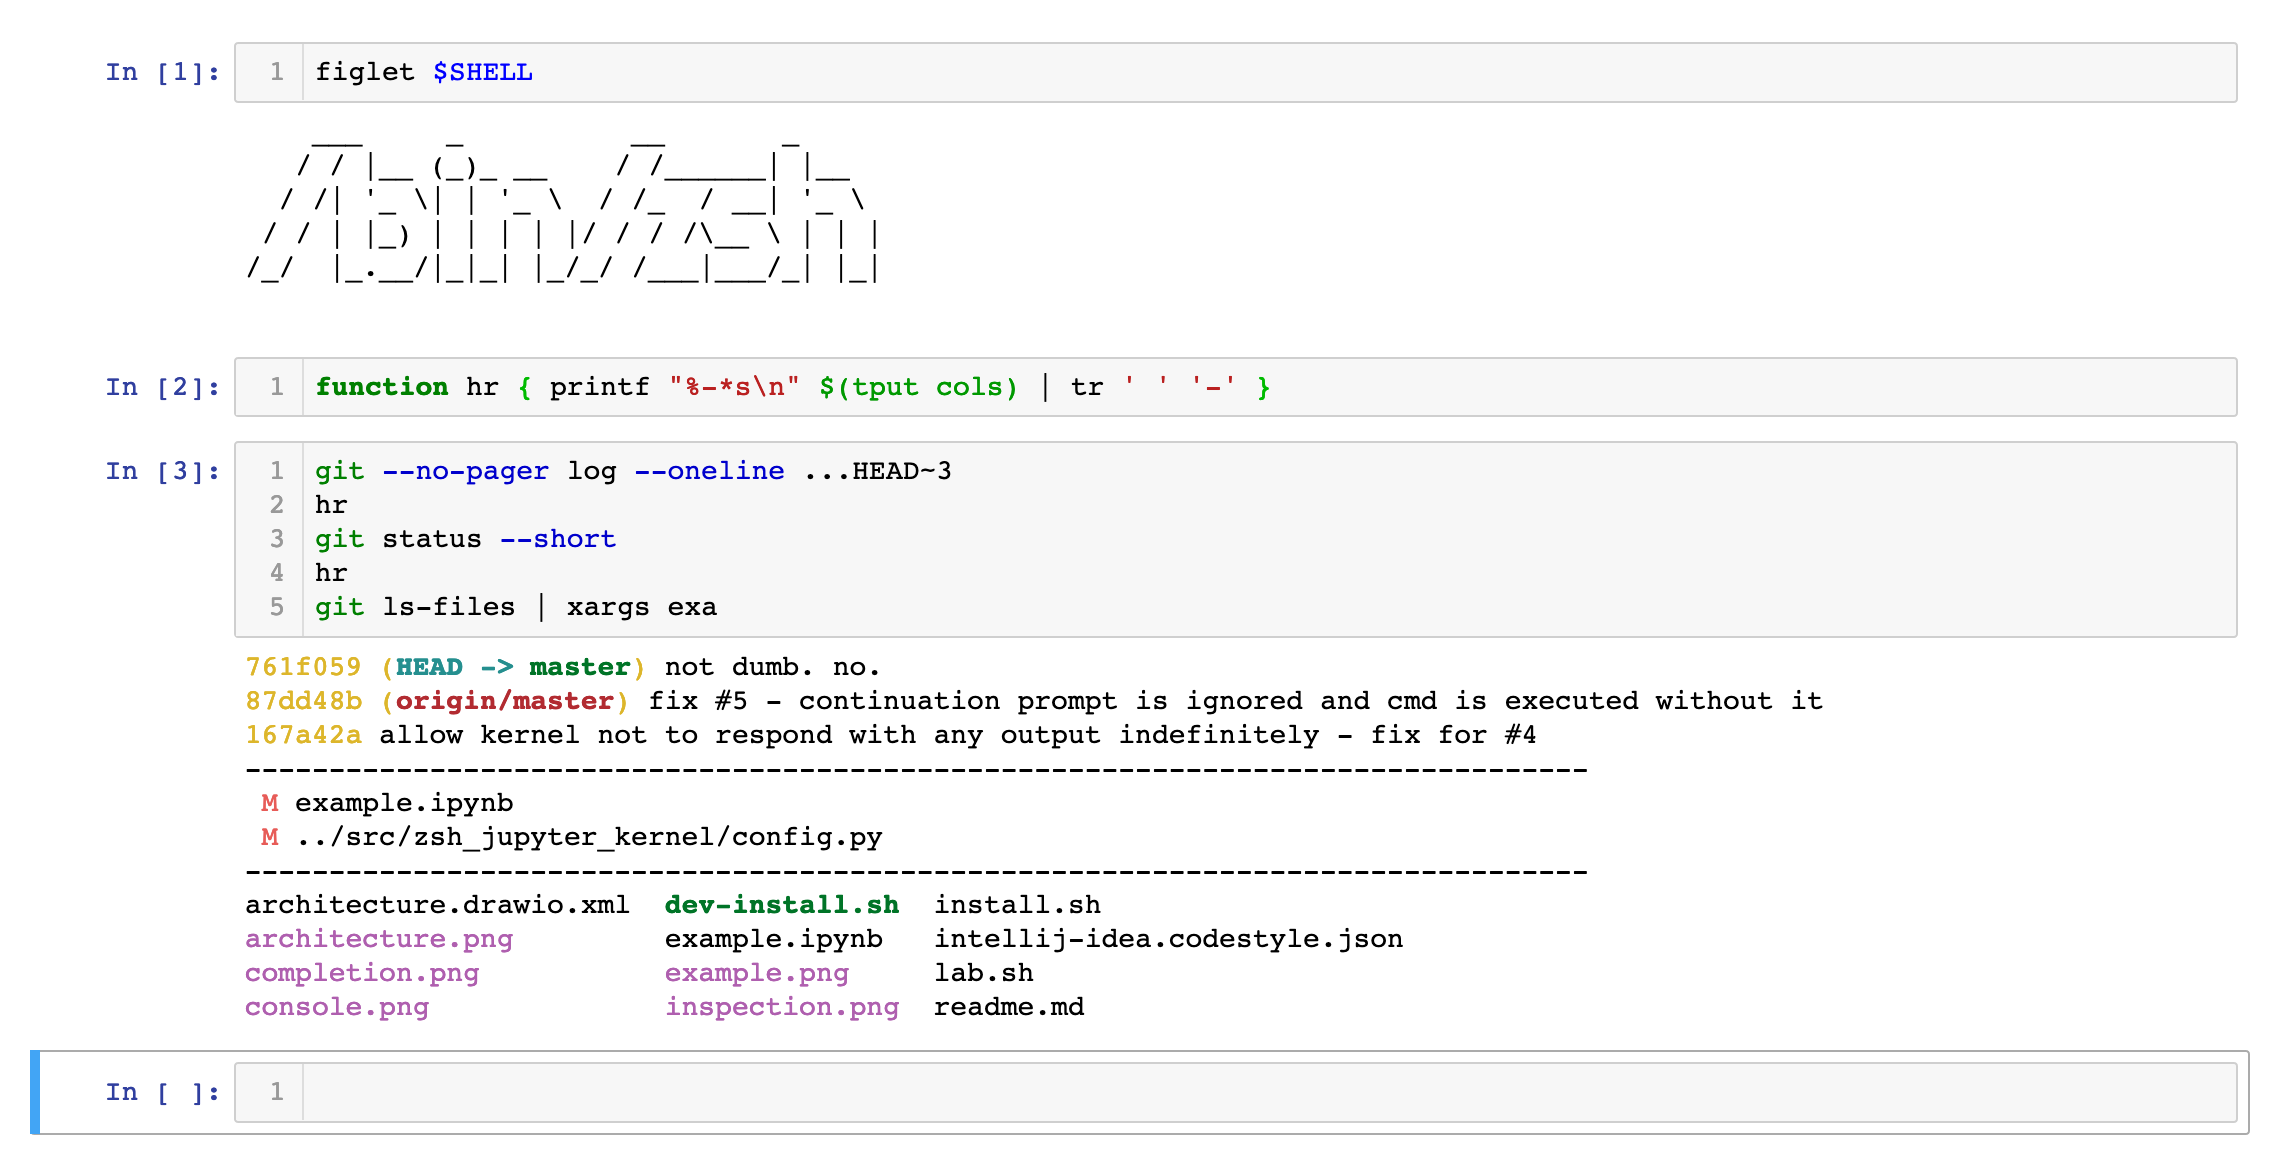 In [1]: 1 figlet $SHELL
    ___     _          __       _
   / / |__ (_)_ __    / /______| |__
  / /| '_ \| | '_ \  / /_  / __| '_ \
 / / | |_) | | | | |/ / / /\__ \ | | |
/_/  |_.__/|_|_| |_/_/ /___|___/_| |_|
In [2]: 1 function hr { printf "%-*s\n" $(tput cols) | tr ' ' '-' }
In [3]: 1 git --no-pager log --oneline ...HEAD~3
2 hr
3 git status --short
4 hr
5 git ls-files | xargs exa
761f059 (HEAD -> master) not dumb. no.
87dd48b (origin/master) fix #5 - continuation prompt is ignored and cmd is executed without it
167a42a allow kernel not to respond with any output indefinitely - fix for #4
--------------------------------------------------------------------------------
 M example.ipynb
 M ../src/zsh_jupyter_kernel/config.py
--------------------------------------------------------------------------------
architecture.drawio.xml  dev-install.sh  install.sh
architecture.png         example.ipynb   intellij-idea.codestyle.json
completion.png           example.png     lab.sh
console.png              inspection.png  readme.md
In [ ]: 1